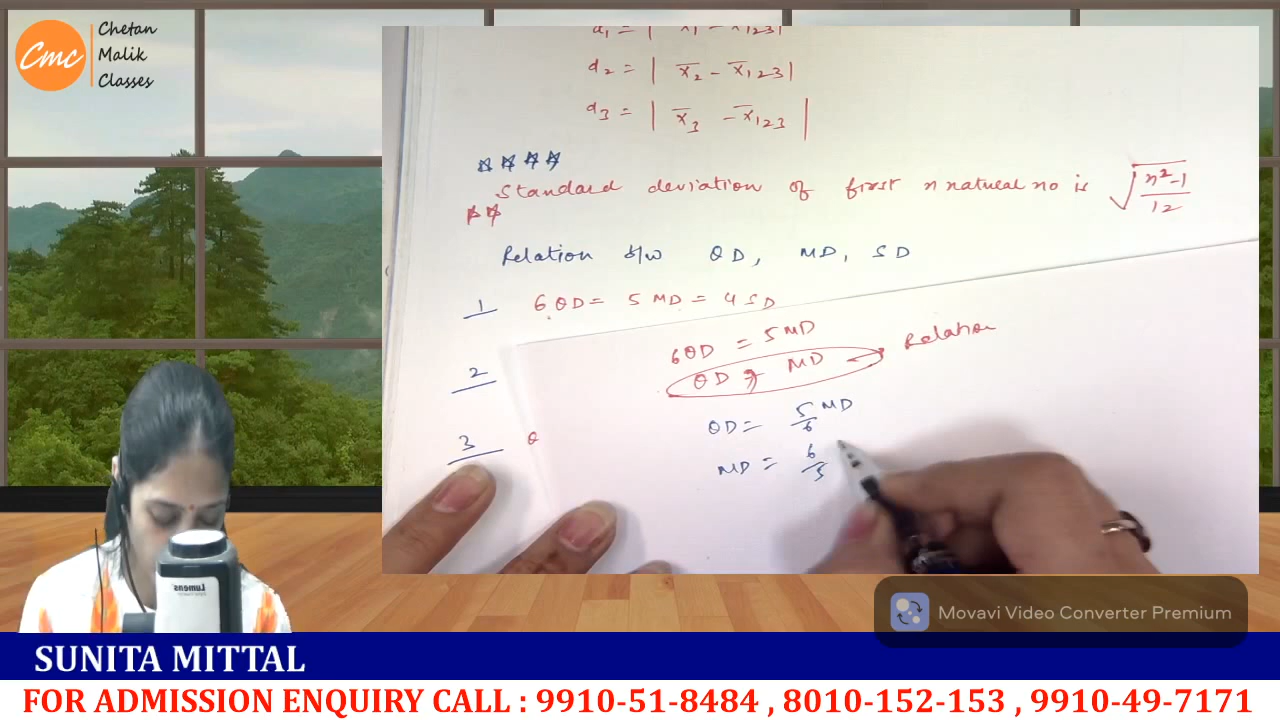 Chetan
Malik
Classes
Cmc
d2 = | x̄2 - x̄123 |
d3 = | x̄3 - x̄123 |
Standard deviation of first n natural no is √(n²-1/12)
Relation b/w QD, MD, SD
1 6QD = 5MD = 4SD
2
3 Q
6QD = 5MD
QD MD Relation
QD = 5/6 MD
MD = 6/5
Lumens
Movavi Video Converter Premium
SUNITA MITTAL
FOR ADMISSION ENQUIRY CALL : 9910-51-8484 , 8010-152-153 , 9910-49-7171